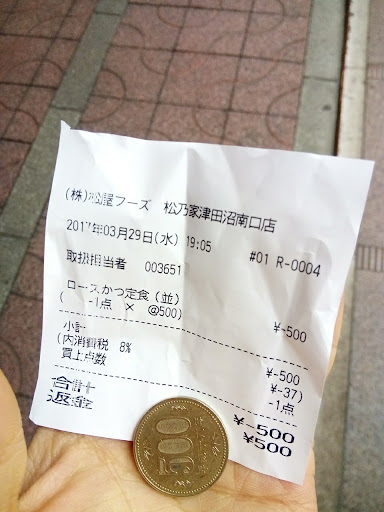 (株)松屋フーズ 松乃家津田沼南口店
2017年03月29日(水) 19:05 #01 R-0004
取扱担当者 003651
ロースかつ定食(並)
( -1点 × @500) ¥-500
小計 ¥-500
(内消費税 8% ¥-37)
買上点数 -1点
合計 ¥-500
返金 ¥500
500